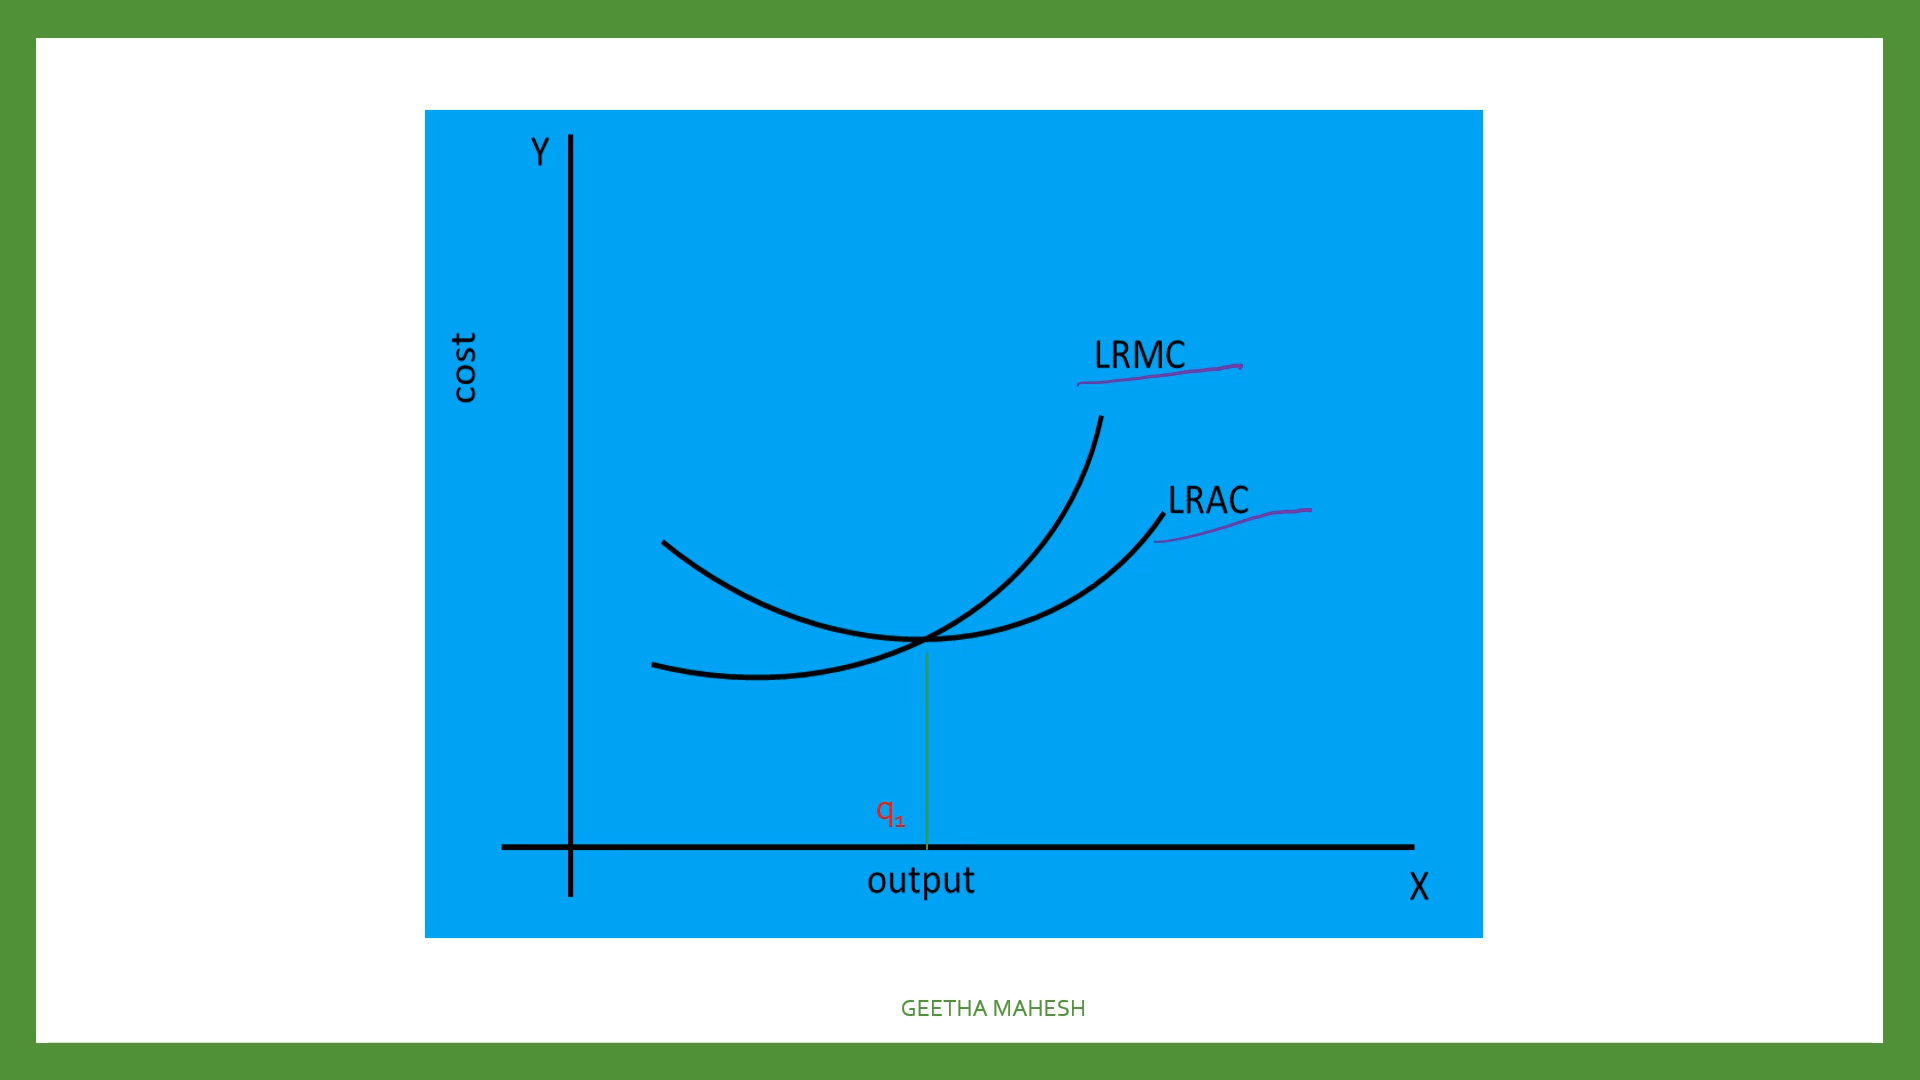 Y
cost
LRMC
LRAC
q₁
output
X
GEETHA MAHESH